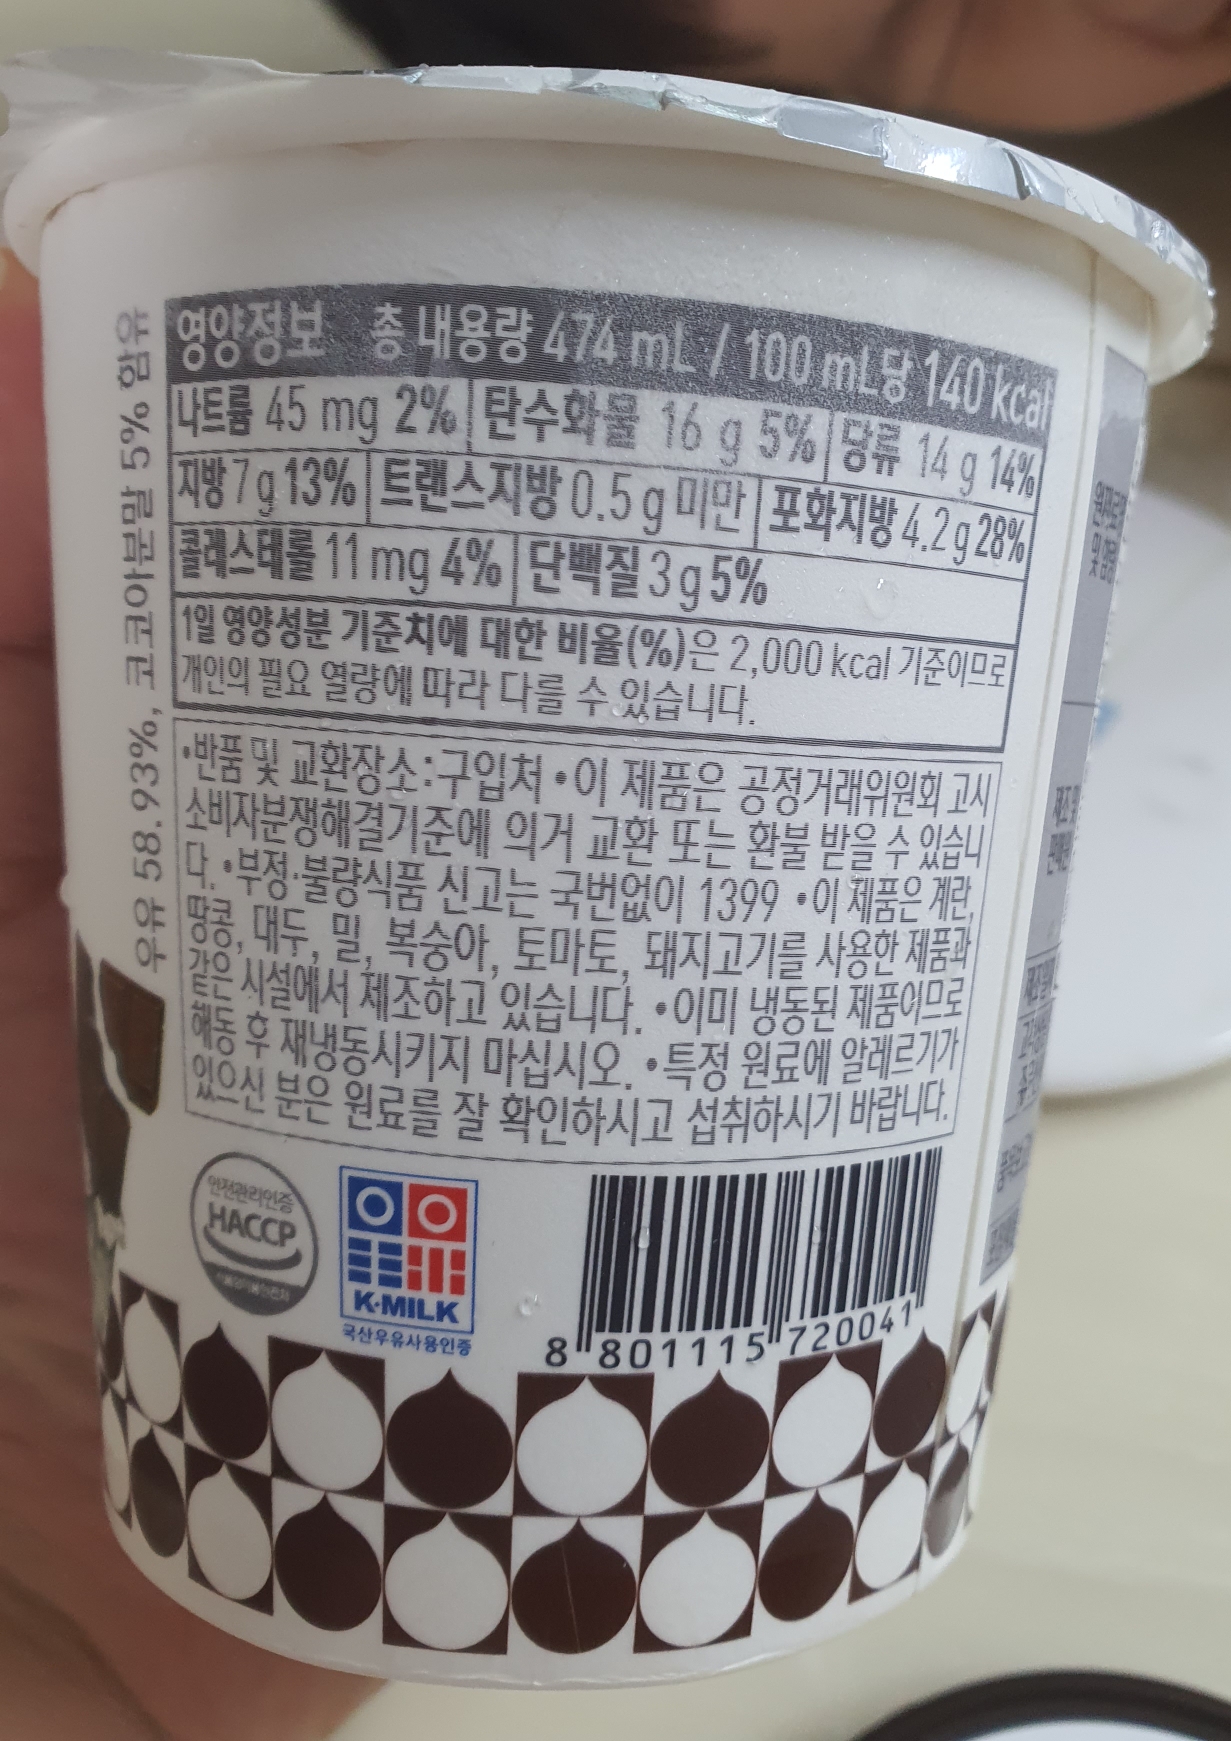 우유 58.93%, 코코아분말 5% 함유
영양정보 총 내용량 474 mL / 100 mL당 140 kcal
나트륨 45 mg 2% 탄수화물 16 g 5% 당류 14 g 14%
지방 7 g 13% 트랜스지방 0.5 g 미만 포화지방 4.2 g 28%
콜레스테롤 11 mg 4% 단백질 3 g 5%
1일 영양성분 기준치에 대한 비율(%)은 2,000 kcal 기준이므로
개인의 필요 열량에 따라 다를 수 있습니다.
•반품 및 교환장소:구입처 •이 제품은 공정거래위원회 고시
소비자분쟁해결기준에 의거 교환 또는 환불 받을 수 있습니
다. •부정·불량식품 신고는 국번없이 1399 •이 제품은 계란,
땅콩, 대두, 밀, 복숭아, 토마토, 돼지고기를 사용한 제품과
같은 시설에서 제조하고 있습니다. •이미 냉동된 제품이므로
해동 후 재냉동시키지 마십시오. •특정 원료에 알레르기가
있으신 분은 원료를 잘 확인하시고 섭취하시기 바랍니다.
안전관리인증
HACCP
우유
K·MILK
국산우유사용인증
8 801115 720041